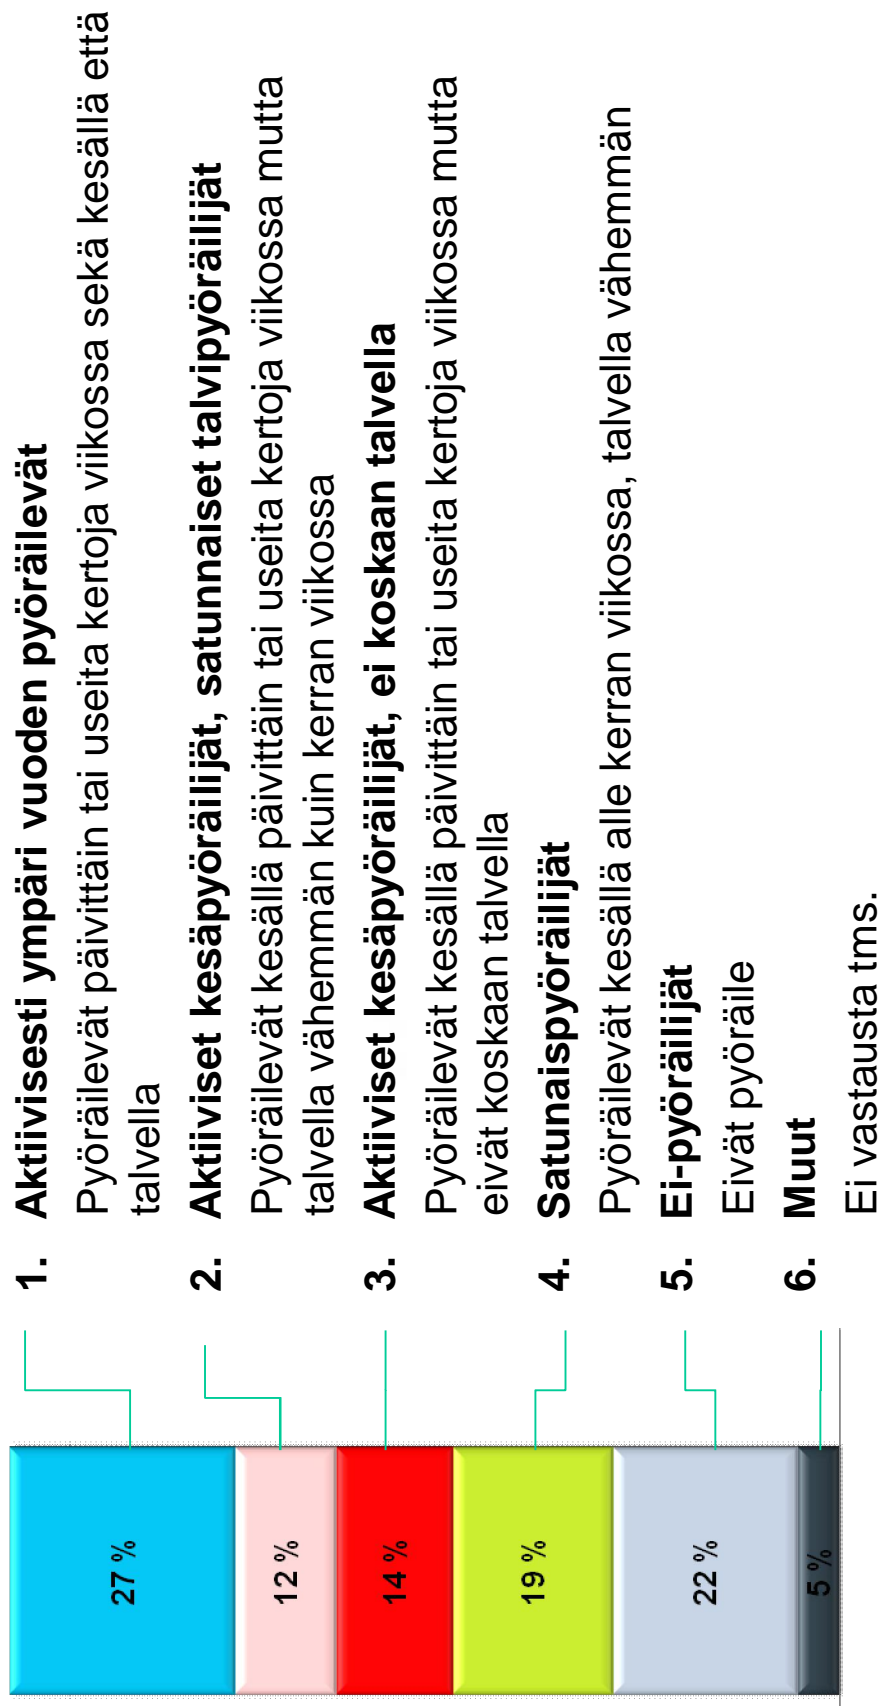 1. Aktiivisesti ympäri vuoden pyöräilevät
Pyöräilevät päivittäin tai useita kertoja viikossa sekä kesällä että
talvella
2. Aktiiviset kesäpyöräilijät, satunnaiset talvipyöräilijät
Pyöräilevät kesällä päivittäin tai useita kertoja viikossa mutta
talvella vähemmän kuin kerran viikossa
3. Aktiiviset kesäpyöräilijät, ei koskaan talvella
Pyöräilevät kesällä päivittäin tai useita kertoja viikossa mutta
eivät koskaan talvella
4. Satunaispyöräilijät
Pyöräilevät kesällä alle kerran viikossa, talvella vähemmän
5. Ei-pyöräilijät
Eivät pyöräile
6. Muut
Ei vastausta tms.
27 %
12 %
14 %
19 %
22 %
5 %